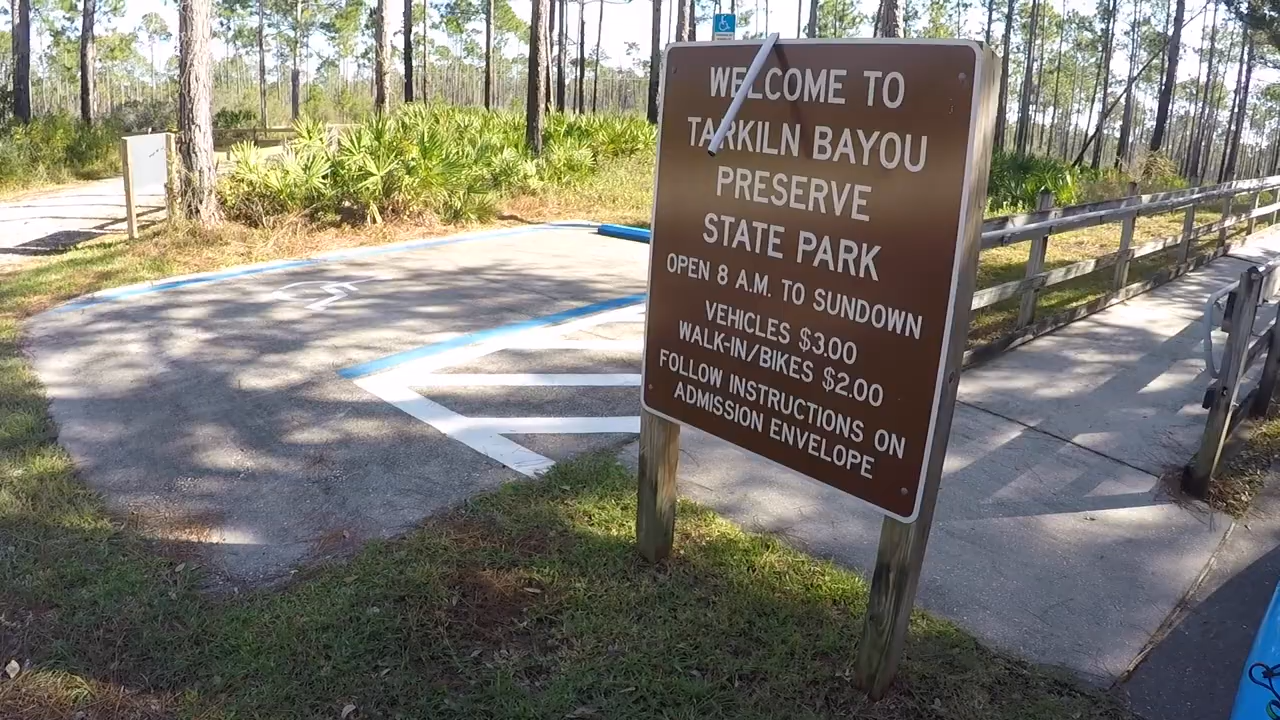 WELCOME TO
TARKILN BAYOU
PRESERVE
STATE PARK
OPEN 8 A.M. TO SUNDOWN
VEHICLES $3.00
WALK-IN/BIKES $2.00
FOLLOW INSTRUCTIONS ON
ADMISSION ENVELOPE